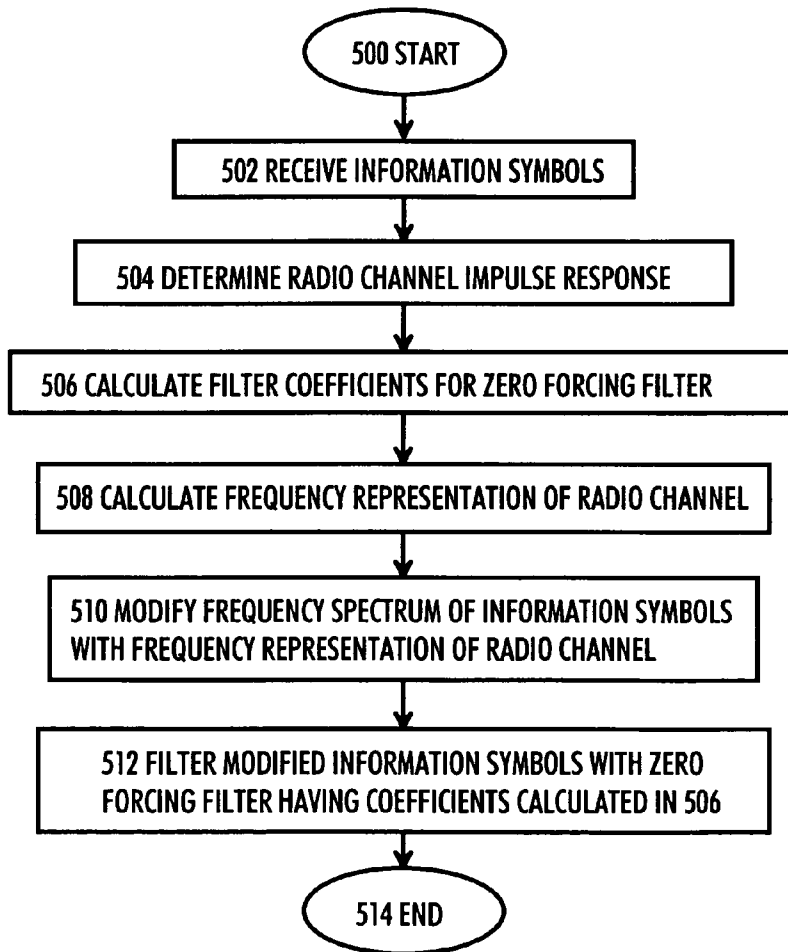 500 START
502 RECEIVE INFORMATION SYMBOLS
504 DETERMINE RADIO CHANNEL IMPULSE RESPONSE
506 CALCULATE FILTER COEFFICIENTS FOR ZERO FORCING FILTER
508 CALCULATE FREQUENCY REPRESENTATION OF RADIO CHANNEL
510 MODIFY FREQUENCY SPECTRUM OF INFORMATION SYMBOLS
WITH FREQUENCY REPRESENTATION OF RADIO CHANNEL
512 FILTER MODIFIED INFORMATION SYMBOLS WITH ZERO
FORCING FILTER HAVING COEFFICIENTS CALCULATED IN 506
514 END